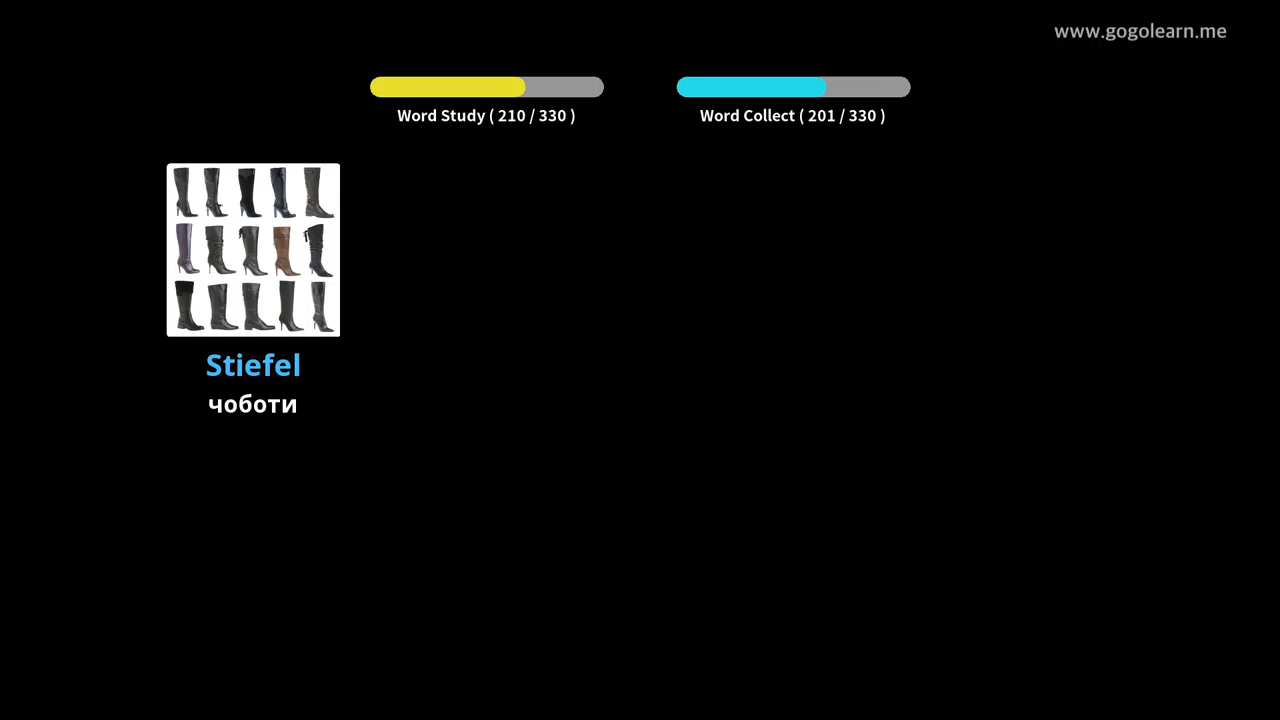 www.gogolearn.me
Word Study ( 210 / 330 )
Word Collect ( 201 / 330 )
Stiefel
чоботи